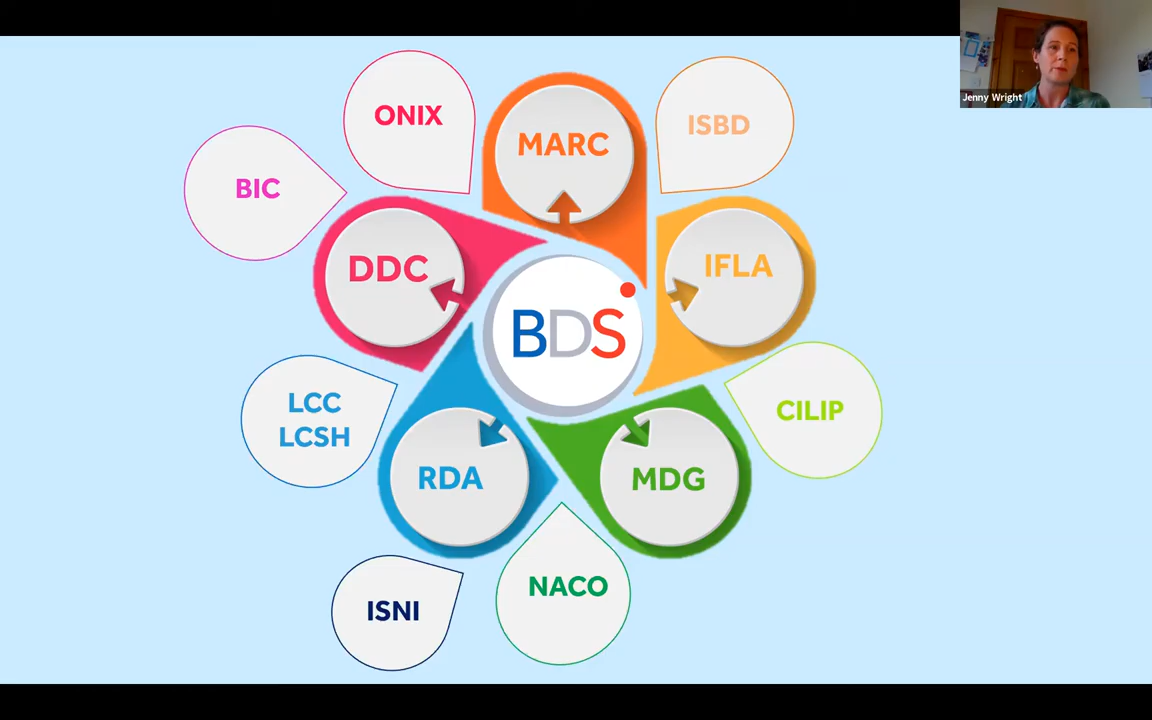 Jenny Wright
ONIX
MARC
ISBD
BIC
DDC
IFLA
BDS
LCC
LCSH
CILIP
RDA
MDG
ISNI
NACO